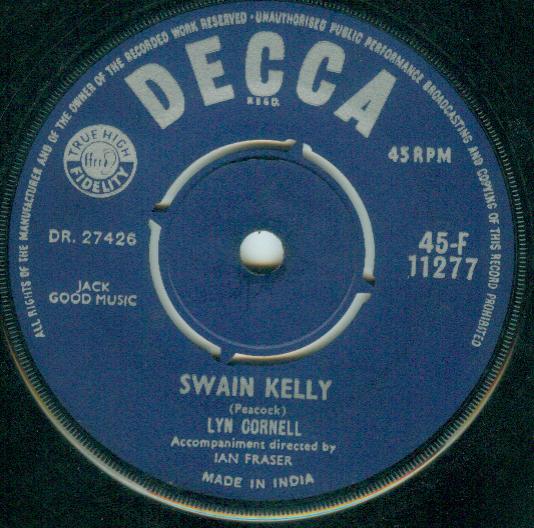 ALL RIGHTS OF THE MANUFACTURER AND OF THE OWNER OF THE RECORDED WORK RESERVED · UNAUTHORISED PUBLIC PERFORMANCE BROADCASTING AND COPYING OF THIS RECORD PROHIBITED
DECCA
REGD.
TRUE HIGH
FIDELITY
ffrr
45 RPM
DR. 27426
45-F
11277
JACK
GOOD MUSIC
SWAIN KELLY
(Peacock)
LYN CORNELL
Accompaniment directed by
IAN FRASER
MADE IN INDIA